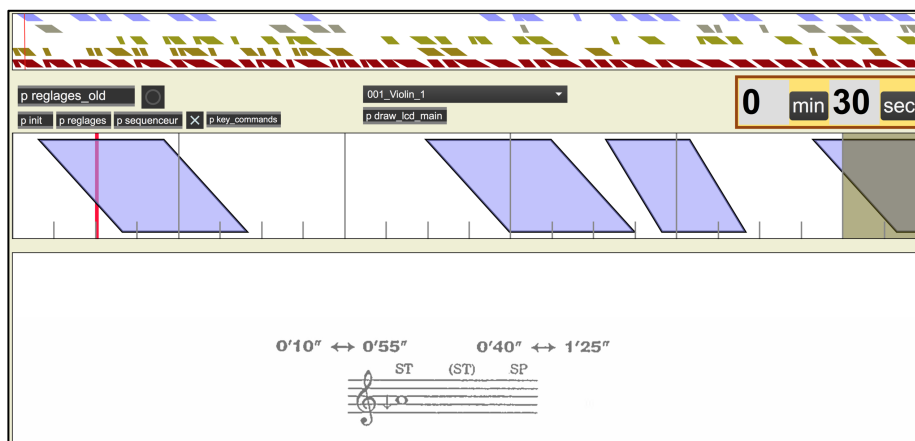 p reglages_old
001_Violin_1
0 min 30 sec
p init p reglages p sequenceur p key_commands
p draw_lcd_main
0'10" ↔ 0'55" 0'40" ↔ 1'25"
ST (ST) SP